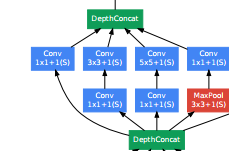 DepthConcat
Conv
1x1+1(S)
Conv
3x3+1(S)
Conv
5x5+1(S)
Conv
1x1+1(S)
Conv
1x1+1(S)
Conv
1x1+1(S)
MaxPool
3x3+1(S)
DepthConcat